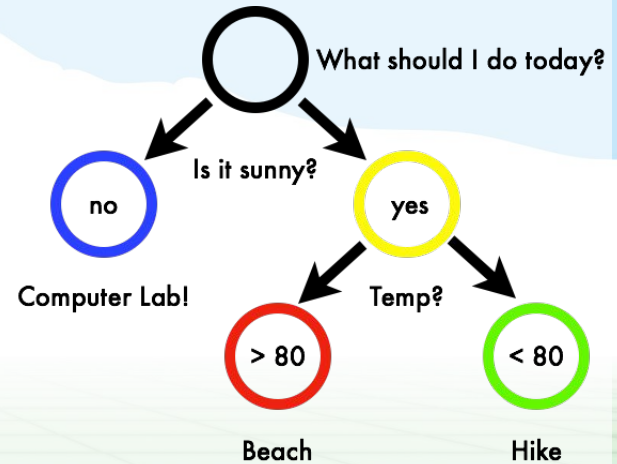 What should I do today?
Is it sunny?
no
yes
Computer Lab!
Temp?
> 80
< 80
Beach
Hike